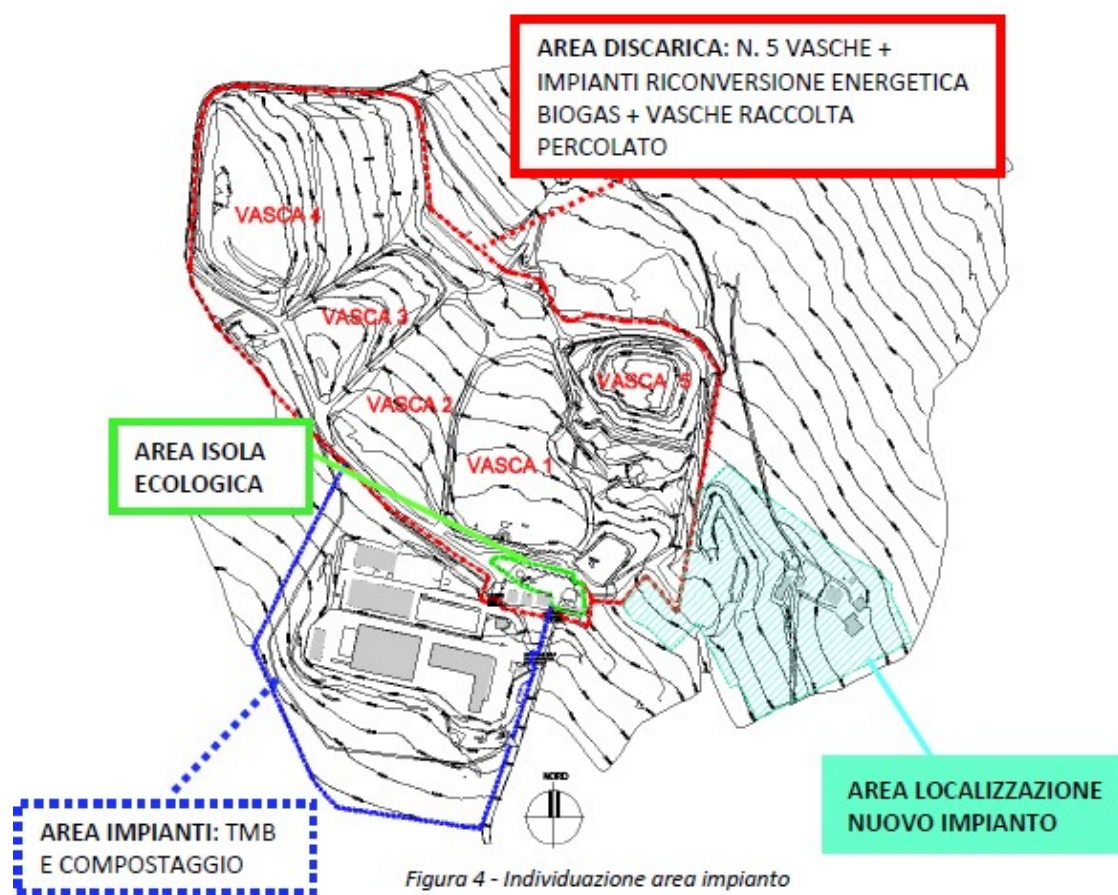 AREA DISCARICA: N. 5 VASCHE +
IMPIANTI RICONVERSIONE ENERGETICA
BIOGAS + VASCHE RACCOLTA
PERCOLATO
VASCA 4
VASCA 3
VASCA 5
VASCA 2
AREA ISOLA
ECOLOGICA
VASCA 1
NORD
AREA LOCALIZZAZIONE
NUOVO IMPIANTO
AREA IMPIANTI: TMB
E COMPOSTAGGIO
Figura 4 - Individuazione area impianto